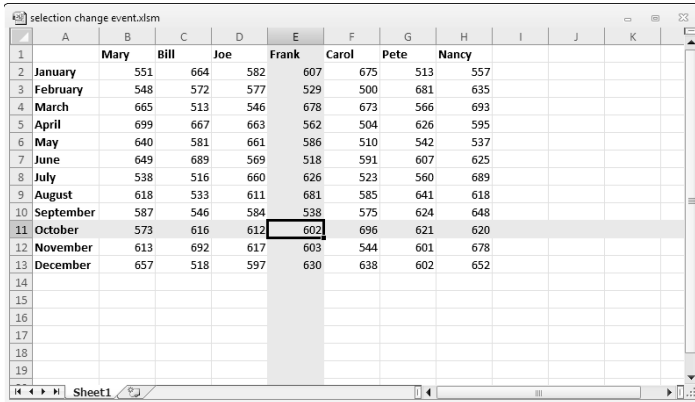 selection change event.xlsm
A B C D E F G H I J K
1 Mary Bill Joe Frank Carol Pete Nancy
2 January 551 664 582 607 675 513 557
3 February 548 572 577 529 500 681 635
4 March 665 513 546 678 673 566 693
5 April 699 667 663 562 504 626 595
6 May 640 581 661 586 510 542 537
7 June 649 689 569 518 591 607 625
8 July 538 516 660 626 523 560 689
9 August 618 533 611 681 585 641 618
10 September 587 546 584 538 575 624 648
11 October 573 616 612 602 696 621 620
12 November 613 692 617 603 544 601 678
13 December 657 518 597 630 638 602 652
14
15
16
17
18
19
Sheet1